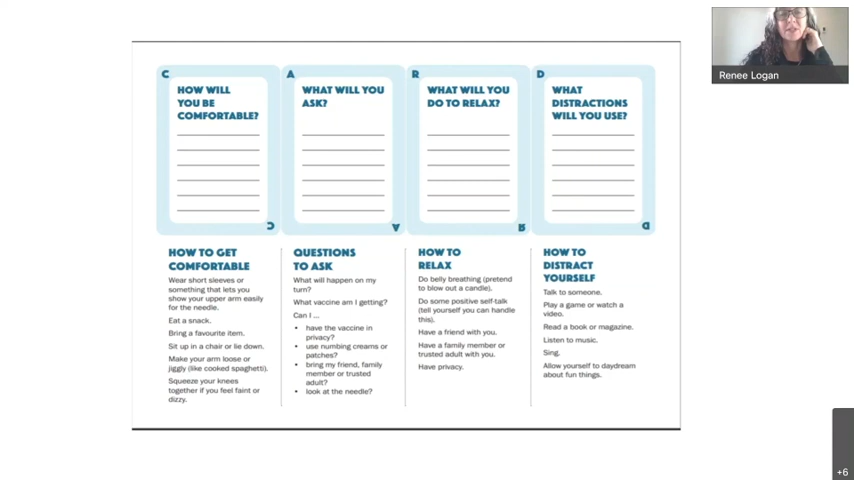 Renee Logan
C
HOW WILL
YOU BE
COMFORTABLE?
C
A
WHAT WILL YOU
ASK?
A
R
WHAT WILL YOU
DO TO RELAX?
R
D
WHAT
DISTRACTIONS
WILL YOU USE?
D
HOW TO GET
COMFORTABLE
Wear short sleeves or
something that lets you
show your upper arm easily
for the needle.
Eat a snack.
Bring a favourite item.
Sit up in a chair or lie down.
Make your arm loose or
jiggly (like cooked spaghetti).
Squeeze your knees
together if you feel faint or
dizzy.
QUESTIONS
TO ASK
What will happen on my
turn?
What vaccine am I getting?
Can I ...
• have the vaccine in
privacy?
• use numbing creams or
patches?
• bring my friend, family
member or trusted
adult?
• look at the needle?
HOW TO
RELAX
Do belly breathing (pretend
to blow out a candle).
Do some positive self-talk
(tell yourself you can handle
this).
Have a friend with you.
Have a family member or
trusted adult with you.
Have privacy.
HOW TO
DISTRACT
YOURSELF
Talk to someone.
Play a game or watch a
video.
Read a book or magazine.
Listen to music.
Sing.
Allow yourself to daydream
about fun things.
+6